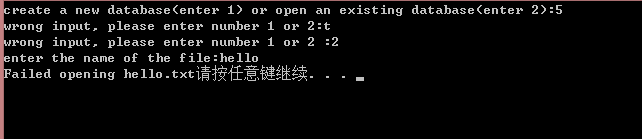 create a new database(enter 1) or open an existing database(enter 2):5
wrong input, please enter number 1 or 2:t
wrong input, please enter number 1 or 2 :2
enter the name of the file:hello
Failed opening hello.txt请按任意键继续. . .